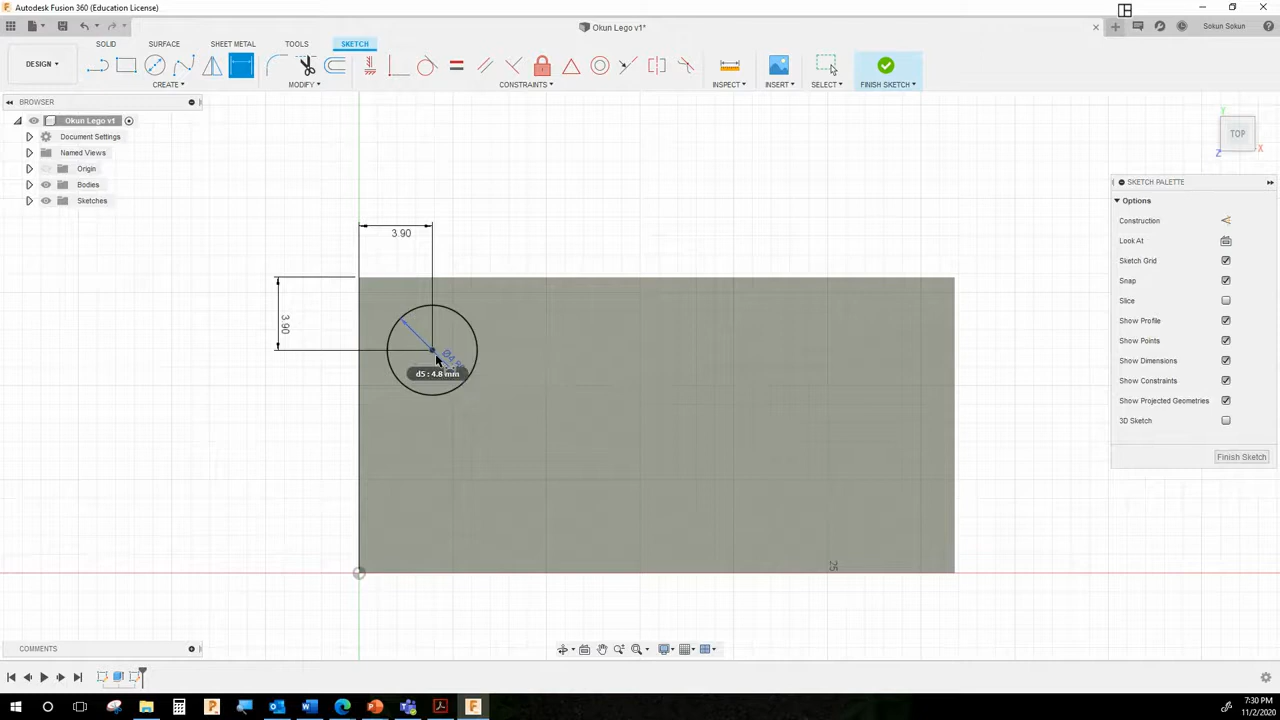 Autodesk Fusion 360 (Education License)
Okun Lego v1*
Sokun Sokun
DESIGN
SOLID
SURFACE
SHEET METAL
TOOLS
SKETCH
CREATE
MODIFY
CONSTRAINTS
INSPECT
INSERT
SELECT
FINISH SKETCH
BROWSER
Okun Lego v1
Document Settings
Named Views
Origin
Bodies
Sketches
TOP
Y
X
Z
SKETCH PALETTE
Options
Construction
Look At
Sketch Grid
Snap
Slice
Show Profile
Show Points
Show Dimensions
Show Constraints
Show Projected Geometries
3D Sketch
Finish Sketch
3.90
3.90
d5 : 4.8 mm
25
COMMENTS
7:30 PM
11/2/2020